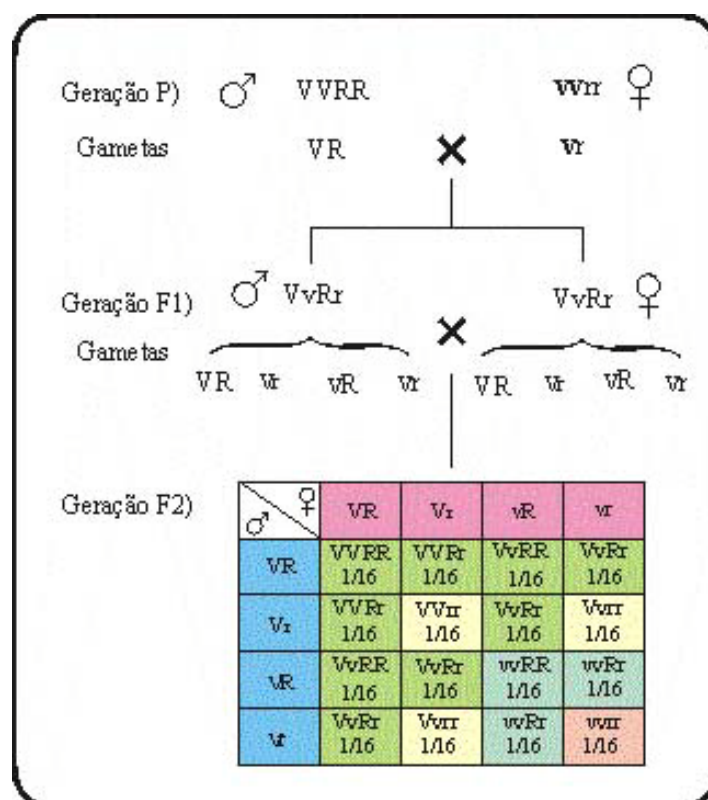 Geração P) ♂ VVRR vvrr ♀
Gametas VR × vr
Geração F1) ♂ VvRr VvRr ♀
×
Gametas
VR vr vR vr VR vr vR vr
Geração F2) ♂ ♀ VR Vr vR vr
VR VVRR 1/16 VVRr 1/16 VvRR 1/16 VvRr 1/16
Vr VVRr 1/16 VVrr 1/16 VvRr 1/16 Vvrr 1/16
vR VvRR 1/16 VvRr 1/16 vvRR 1/16 vvRr 1/16
vr VvRr 1/16 Vvrr 1/16 vvRr 1/16 vvrr 1/16